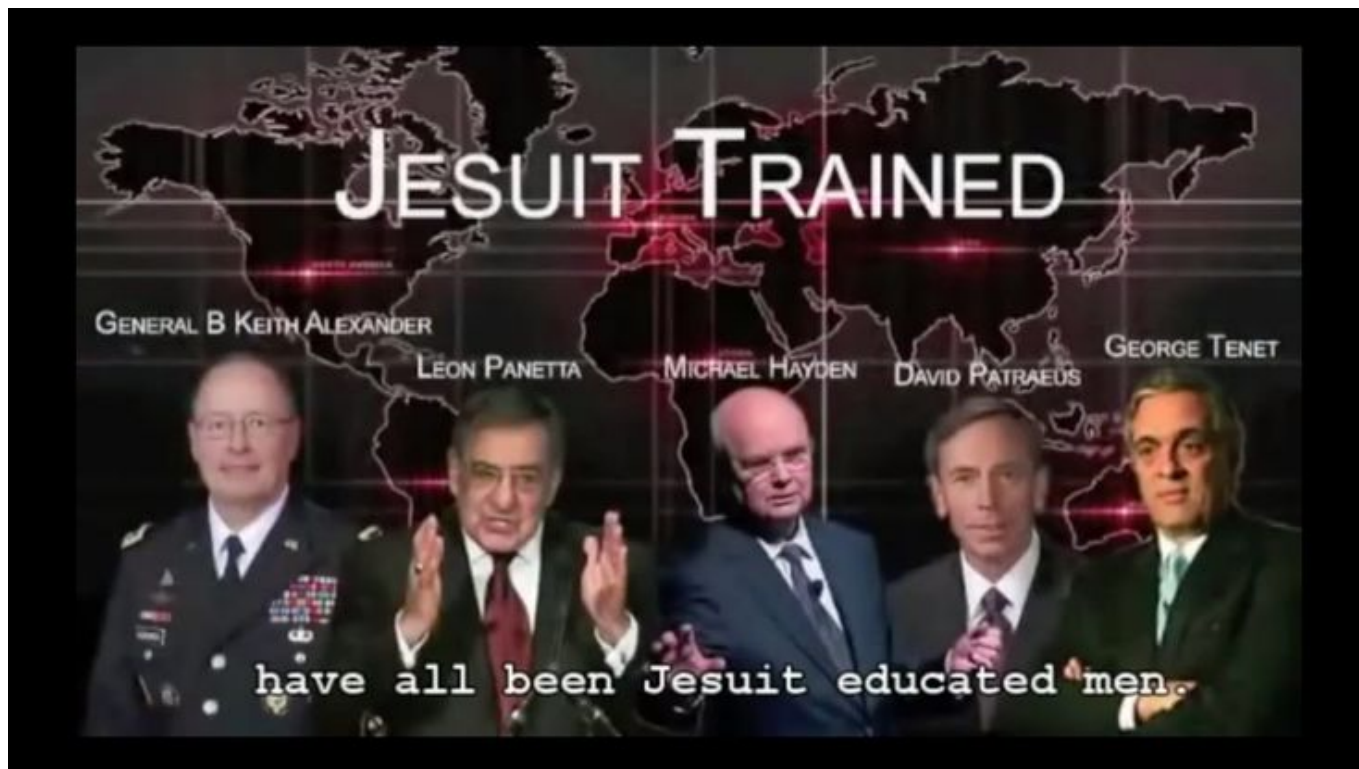 JESUIT TRAINED
GENERAL B KEITH ALEXANDER
LEON PANETTA
MICHAEL HAYDEN
DAVID PATRAEUS
GEORGE TENET
have all been Jesuit educated men.